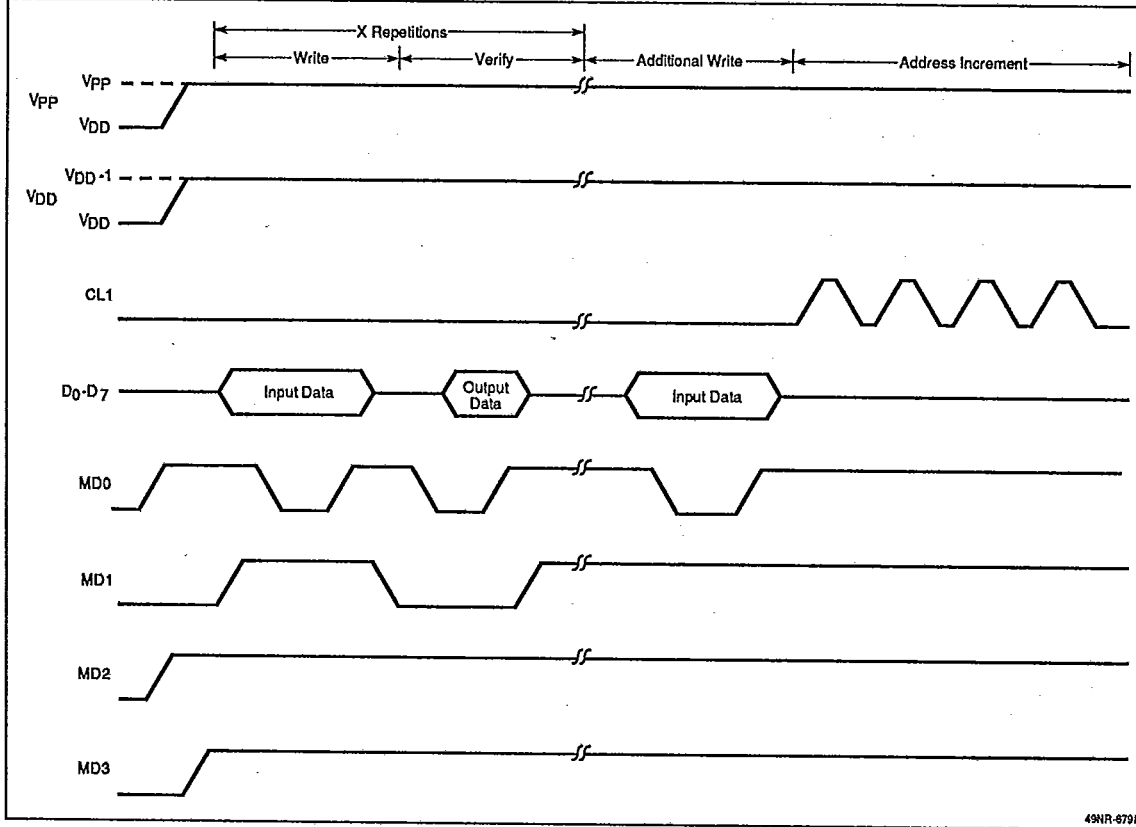 X Repetitions
Write
Verify
Additional Write
Address Increment
VPP
VPP
VDD
VDD-1
VDD
VDD
CL1
D0-D7
Input Data
Output
Data
Input Data
MD0
MD1
MD2
MD3